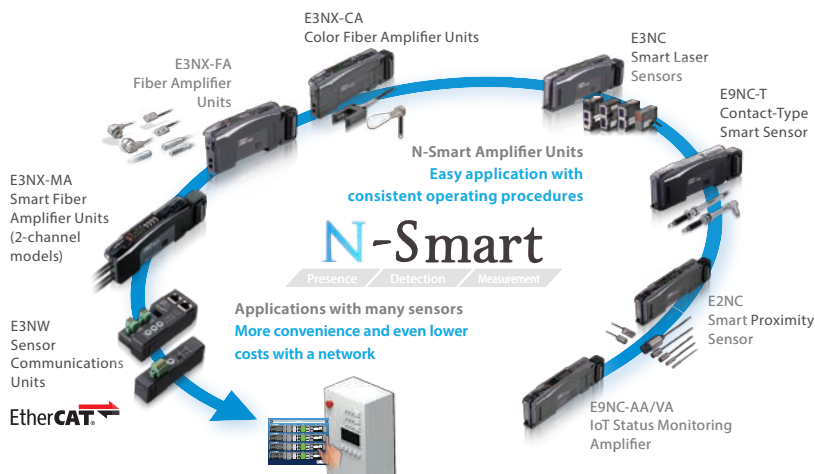 E3NX-CA
Color Fiber Amplifier Units
E3NC
Smart Laser
Sensors
E3NX-FA
Fiber Amplifier
Units
E9NC-T
Contact-Type
Smart Sensor
N-Smart Amplifier Units
Easy application with
consistent operating procedures
E3NX-MA
Smart Fiber
Amplifier Units
(2-channel
models)
N-Smart
Presence Detection Measurement
Applications with many sensors
More convenience and even lower
costs with a network
E2NC
Smart Proximity
Sensor
E3NW
Sensor
Communications
Units
EtherCAT®
E9NC-AA/VA
IoT Status Monitoring
Amplifier